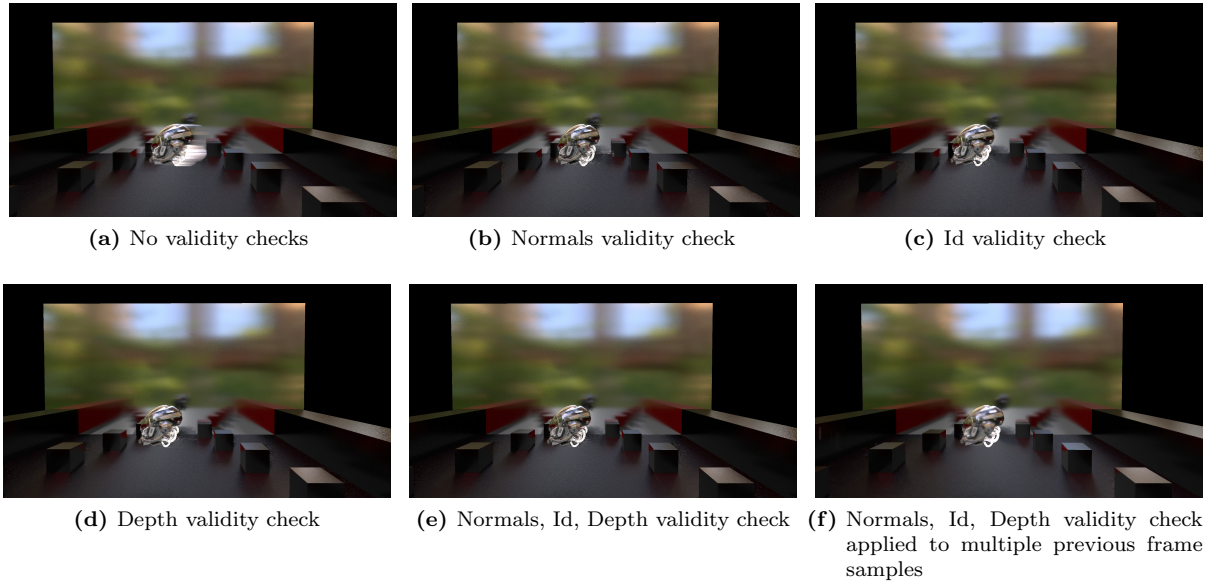 (a) No validity checks
(b) Normals validity check
(c) Id validity check
(d) Depth validity check
(e) Normals, Id, Depth validity check
(f) Normals, Id, Depth validity check
applied to multiple previous frame
samples